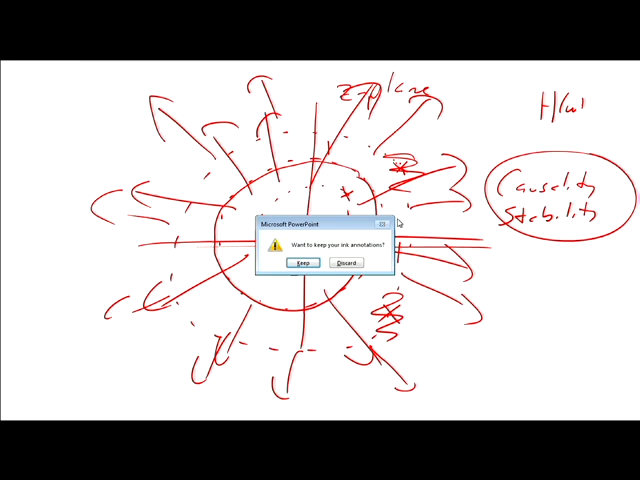 z-plane
H(ω)
Causality
Stability
Microsoft PowerPoint
Want to keep your ink annotations?
Keep
Discard